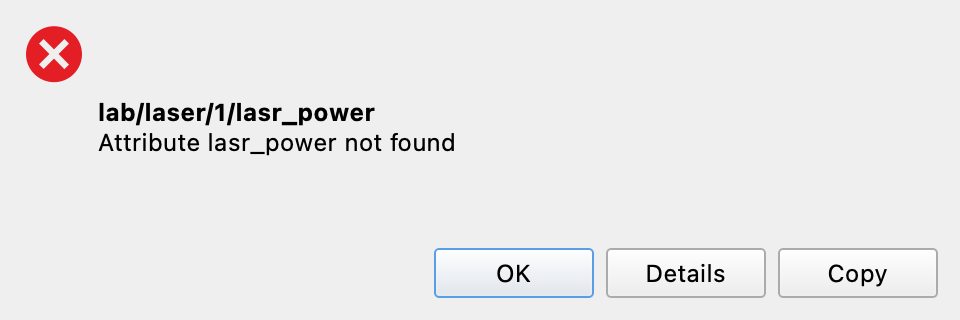 lab/laser/1/lasr_power
Attribute lasr_power not found
OK
Details
Copy